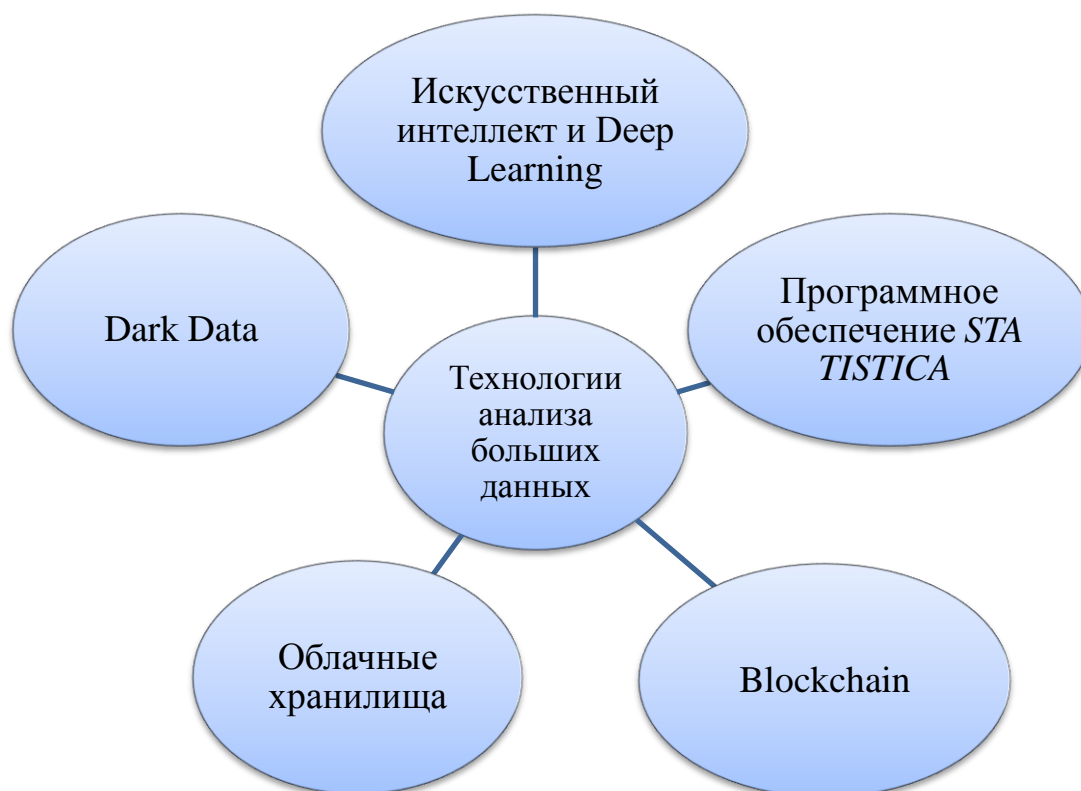 Искусственный
интеллект и Deep
Learning
Dark Data
Программное
обеспечение STA
TISTICA
Технологии
анализа
больших
данных
Облачные
хранилища
Blockchain